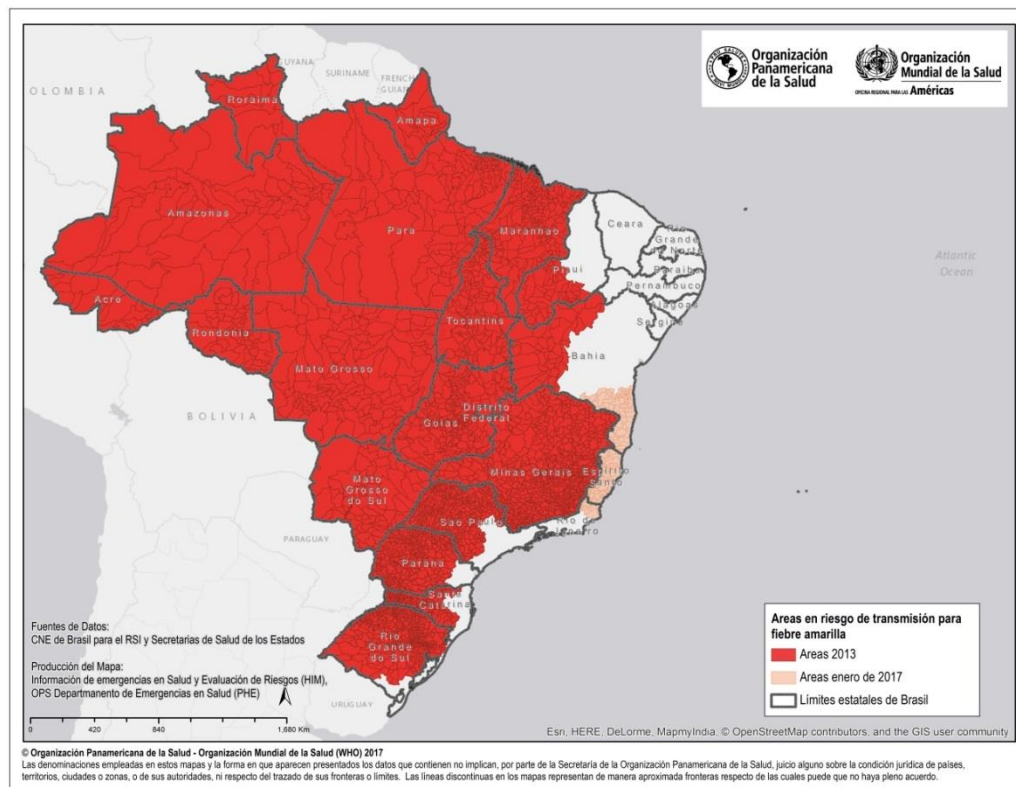 Organización
Panamericana
de la Salud
Organización
Mundial de la Salud
OFICINA REGIONAL PARA LAS Américas
GUYANA
SURINAME
FRENCH
GUIANA
OLOMBIA
Roraima
Amapa
Amazonas
Para
Maranhao
Ceara
Rio
Grande
do Norte
Paraiba
Piaui
Pernambuco
Alagoas
Sergipe
Atlantic
Ocean
Acre
Rondonia
Tocantins
Bahia
Mato Grosso
BOLIVIA
Distrito
Federal
Goias
Minas Gerais
Espirito
Santo
Mato
Grosso
do Sul
Sao Paulo
Rio de
Janeiro
PARAGUAY
Parana
Santa
Catarina
Rio
Grande
do Sul
URUGUAY
Fuentes de Datos:
CNE de Brasil para el RSI y Secretarias de Salud de los Estados
Producción del Mapa:
Información de emergencias en Salud y Evaluación de Riesgos (HIM),
OPS Departmanento de Emergencias en Salud (PHE)
0 420 840 1,680 Km
Areas en riesgo de transmisión para
fiebre amarilla
Areas 2013
Areas enero de 2017
Límites estatales de Brasil
Esri, HERE, DeLorme, MapmyIndia, © OpenStreetMap contributors, and the GIS user community
© Organización Panamericana de la Salud - Organización Mundial de la Salud (WHO) 2017
Las denominaciones empleadas en estos mapas y la forma en que aparecen presentados los datos que contienen no implican, por parte de la Secretaría de la Organización Panamericana de la Salud, juicio alguno sobre la condición jurídica de países,
territorios, ciudades o zonas, o de sus autoridades, ni respecto del trazado de sus fronteras o límites. Las líneas discontinuas en los mapas representan de manera aproximada fronteras respecto de las cuales puede que no haya pleno acuerdo.